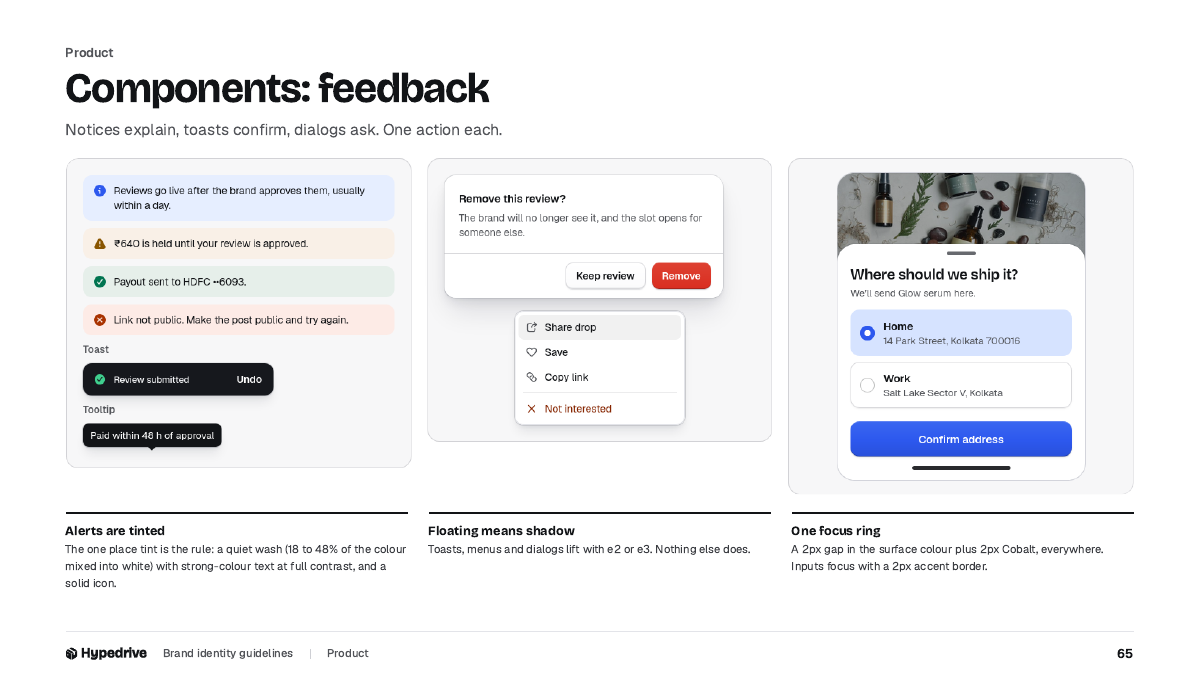 Product
Components: feedback
Notices explain, toasts confirm, dialogs ask. One action each.
Reviews go live after the brand approves them, usually
within a day.
₹640 is held until your review is approved.
Payout sent to HDFC ••6093.
Link not public. Make the post public and try again.
Toast
Review submitted
Undo
Tooltip
Paid within 48 h of approval
Remove this review?
The brand will no longer see it, and the slot opens for
someone else.
Keep review
Remove
Share drop
Save
Copy link
Not interested
Where should we ship it?
We'll send Glow serum here.
Home
14 Park Street, Kolkata 700016
Work
Salt Lake Sector V, Kolkata
Confirm address
Alerts are tinted
The one place tint is the rule: a quiet wash (18 to 48% of the colour
mixed into white) with strong-colour text at full contrast, and a
solid icon.
Floating means shadow
Toasts, menus and dialogs lift with e2 or e3. Nothing else does.
One focus ring
A 2px gap in the surface colour plus 2px Cobalt, everywhere.
Inputs focus with a 2px accent border.
Hypedrive
Brand identity guidelines
Product
65